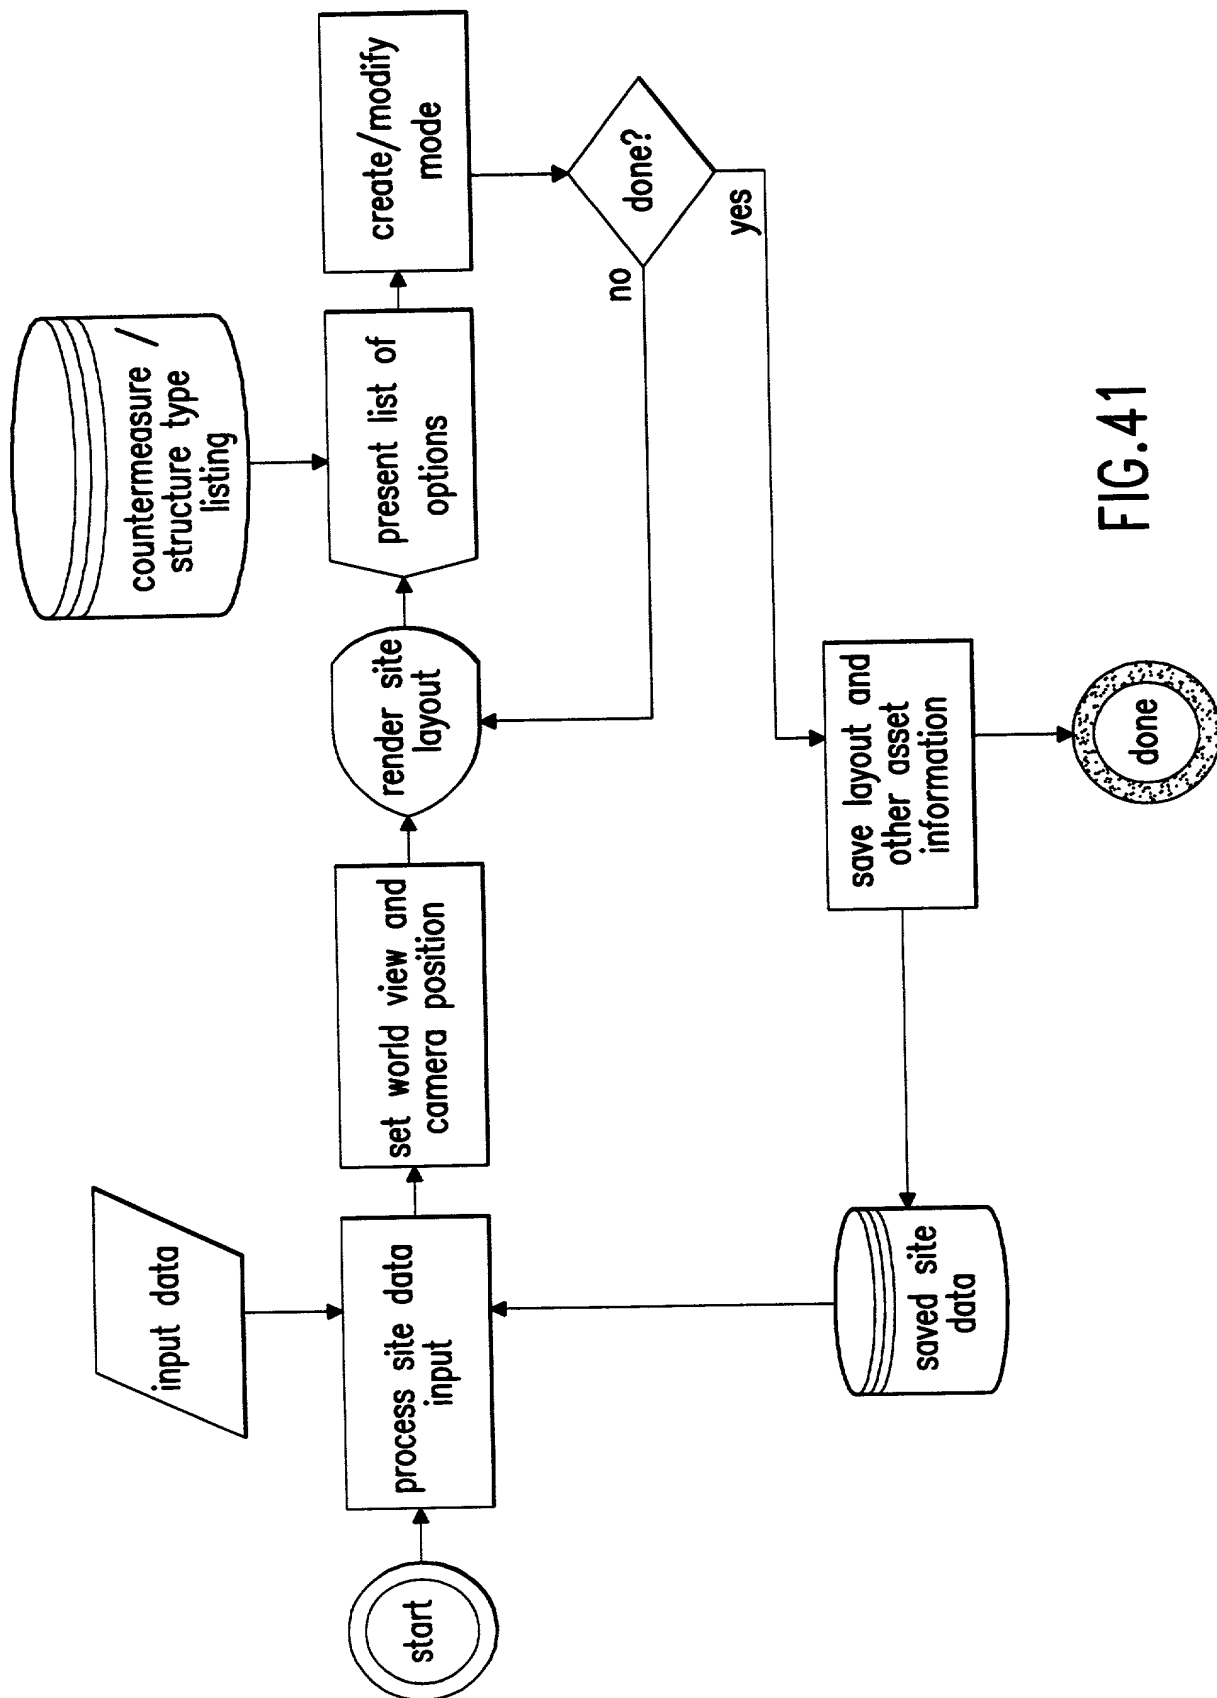 start
input data
process site data
input
set world view and
camera position
render site
layout
countermeasure /
structure type
listing
present list of
options
create/modify
mode
done?
no
yes
save layout and
other asset
information
saved site
data
done
FIG.41